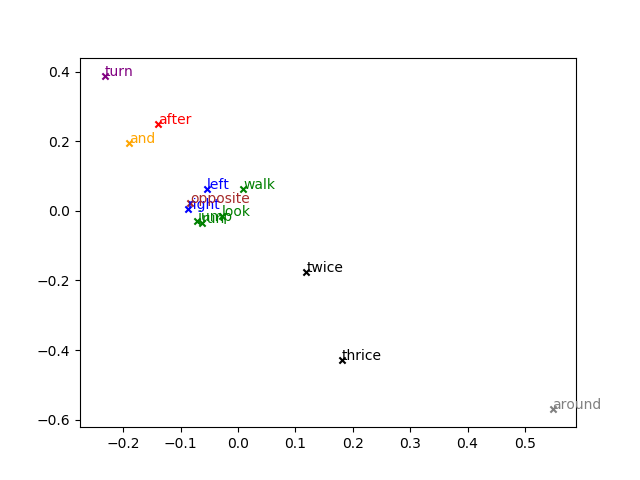 0.4
turn
after
0.2
and
left
walk
opposite
right
0.0
look
jump
run
twice
−0.2
−0.4
thrice
around
−0.6
−0.2 −0.1 0.0 0.1 0.2 0.3 0.4 0.5